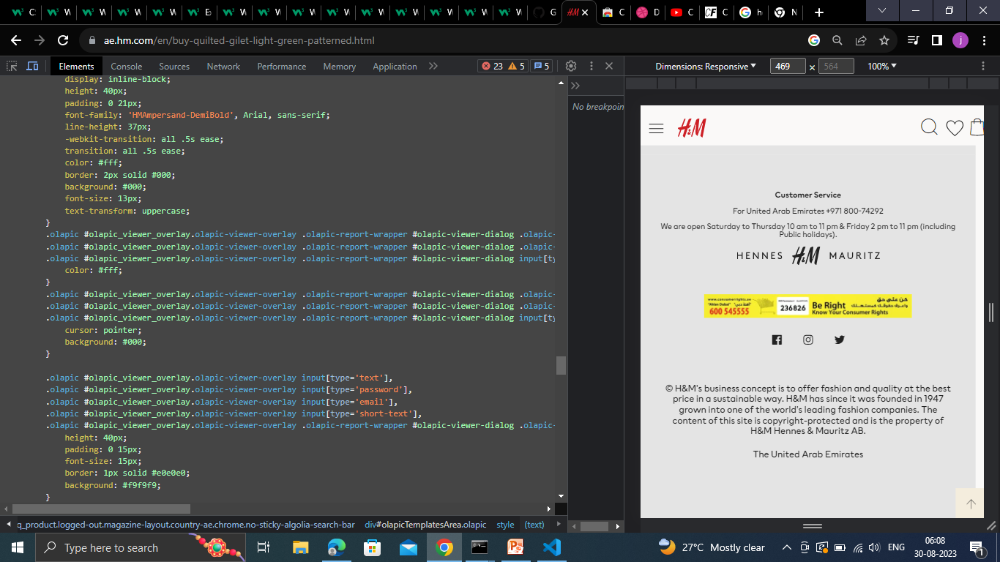 ae.hm.com/en/buy-quilted-gilet-light-green-patterned.html
Elements Console Sources Network Performance Memory Application 23 5 5
Dimensions: Responsive 469 × 564 100%
No breakpoin
display: inline-block;
height: 40px;
padding: 0 21px;
font-family: 'HMAmpersand-DemiBold', Arial, sans-serif;
line-height: 37px;
-webkit-transition: all .5s ease;
transition: all .5s ease;
color: #fff;
border: 2px solid #000;
background: #000;
font-size: 13px;
text-transform: uppercase;
}
.olapic #olapic_viewer_overlay.olapic-viewer-overlay .olapic-report-wrapper #olapic-viewer-dialog .olapic-
.olapic #olapic_viewer_overlay.olapic-viewer-overlay .olapic-report-wrapper #olapic-viewer-dialog .olapic-
.olapic #olapic_viewer_overlay.olapic-viewer-overlay .olapic-report-wrapper #olapic-viewer-dialog input[ty
color: #fff;
}
.olapic #olapic_viewer_overlay.olapic-viewer-overlay .olapic-report-wrapper #olapic-viewer-dialog .olapic-
.olapic #olapic_viewer_overlay.olapic-viewer-overlay .olapic-report-wrapper #olapic-viewer-dialog .olapic-
.olapic #olapic_viewer_overlay.olapic-viewer-overlay .olapic-report-wrapper #olapic-viewer-dialog input[ty
cursor: pointer;
background: #000;
}
.olapic #olapic_viewer_overlay.olapic-viewer-overlay input[type='text'],
.olapic #olapic_viewer_overlay.olapic-viewer-overlay input[type='password'],
.olapic #olapic_viewer_overlay.olapic-viewer-overlay input[type='email'],
.olapic #olapic_viewer_overlay.olapic-viewer-overlay input[type='short-text'],
.olapic #olapic_viewer_overlay.olapic-viewer-overlay .olapic-report-wrapper #olapic-viewer-dialog .olapic-
height: 40px;
padding: 0 15px;
font-size: 15px;
border: 1px solid #e0e0e0;
background: #f9f9f9;
}
q_product.logged-out.magazine-layout.country-ae.chrome.no-sticky-algolia-search-bar div#olapicTemplatesArea.olapic style (text)
H&M
Customer Service
For United Arab Emirates +971 800-74292
We are open Saturday to Thursday 10 am to 11 pm & Friday 2 pm to 11 pm (including
Public holidays).
HENNES H&M MAURITZ
www.consumerrights.ae
"Ahlan Dubai"
600 545555
236826
Be Right
Know Your Consumer Rights
كن على حق
واعرف حقوقك كمستهلك
© H&M's business concept is to offer fashion and quality at the best
price in a sustainable way. H&M has since it was founded in 1947
grown into one of the world's leading fashion companies. The
content of this site is copyright-protected and is the property of
H&M Hennes & Mauritz AB.
The United Arab Emirates
Type here to search
27°C Mostly clear
ENG
06:08
30-08-2023
1